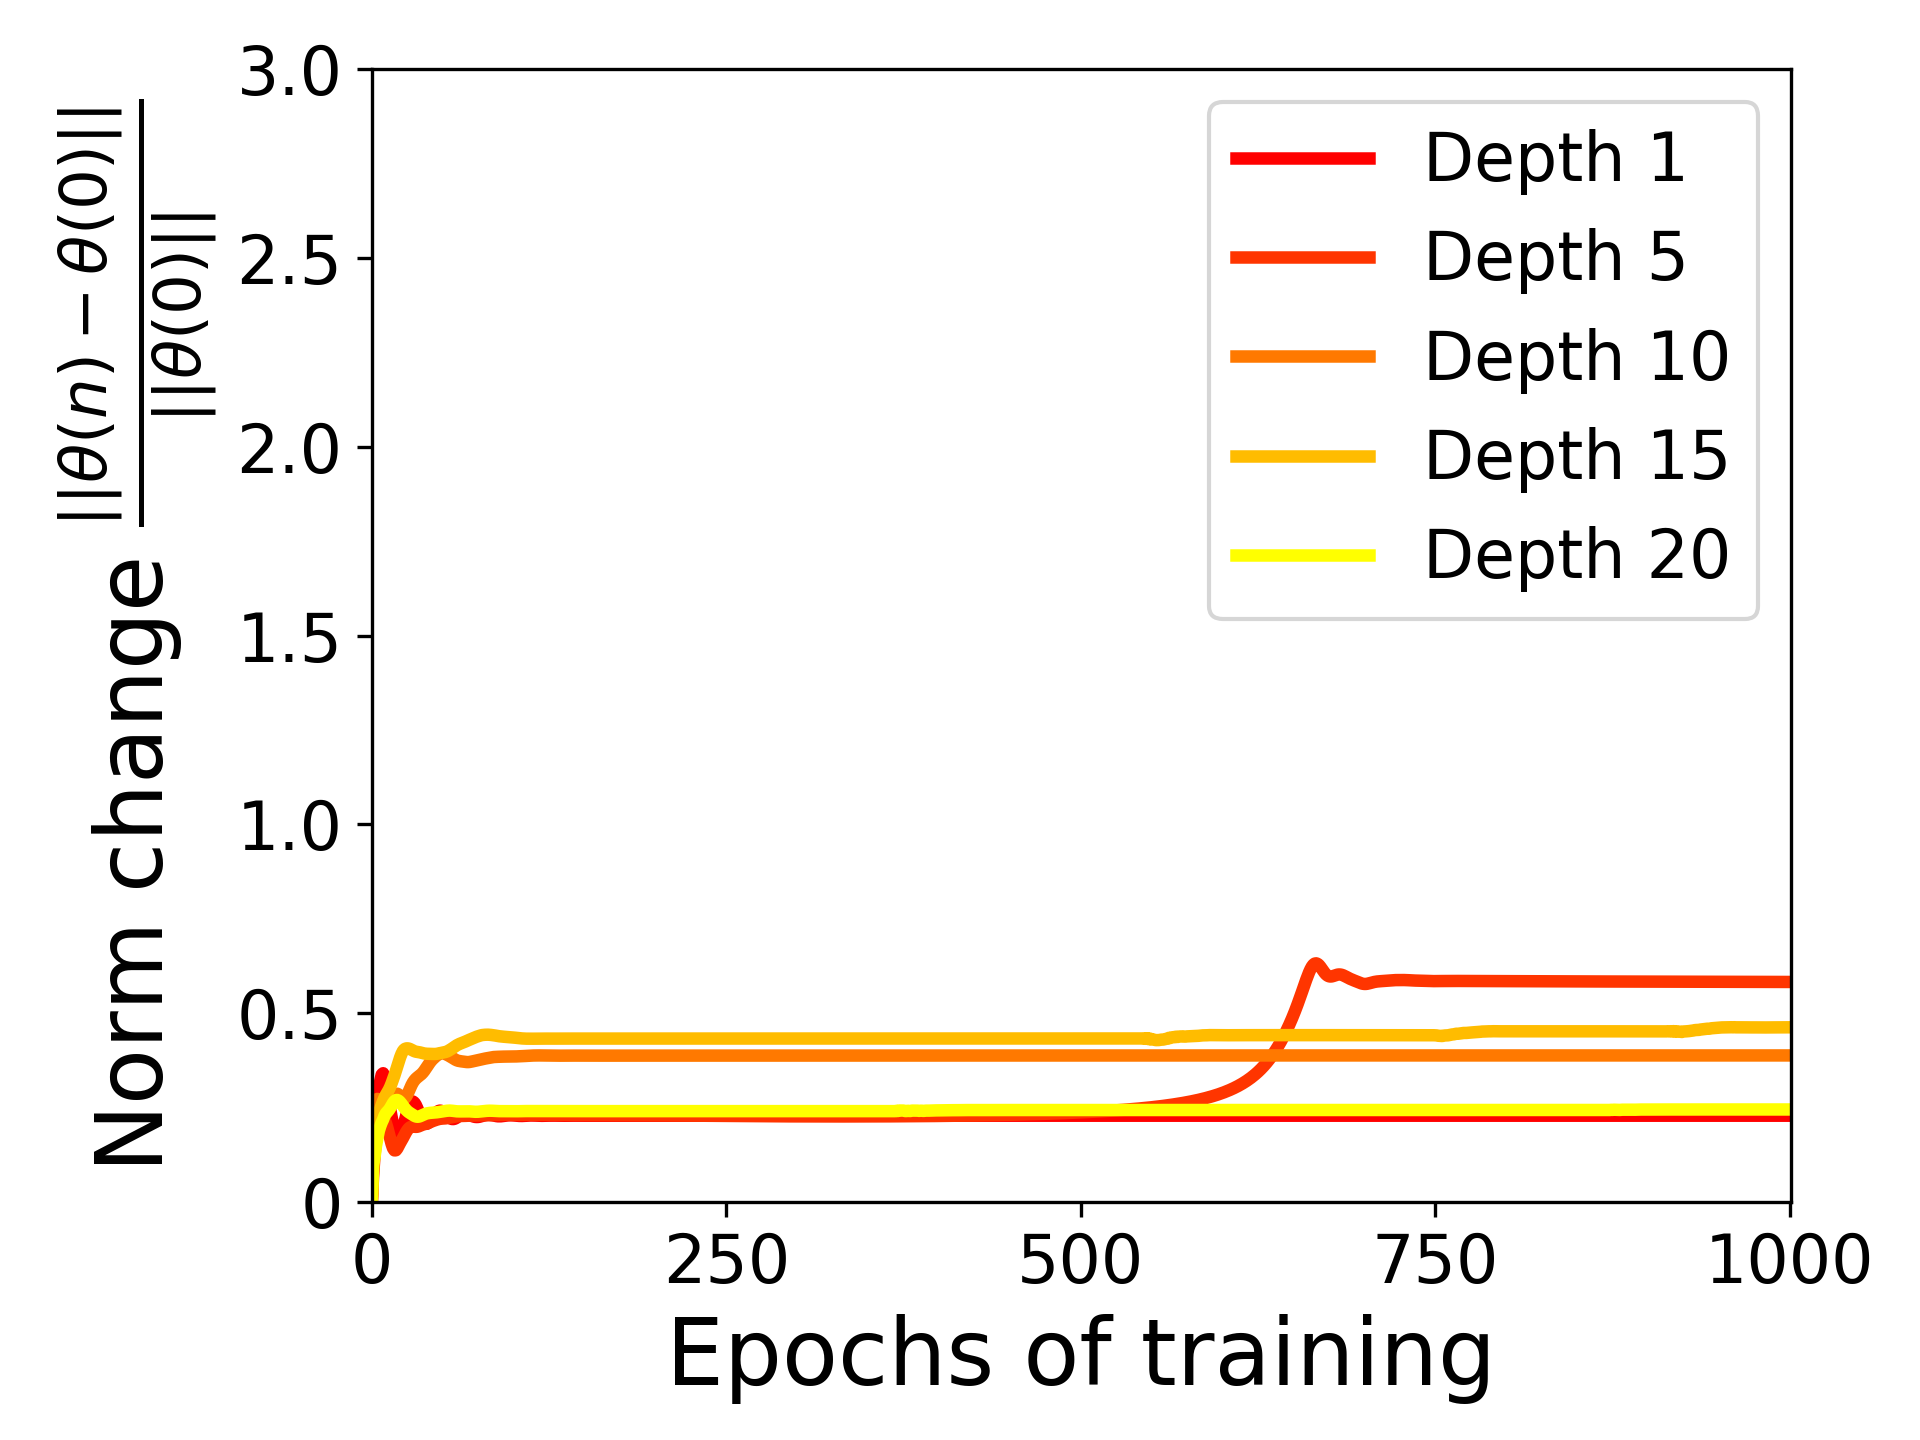 Norm change ||θ(n) − θ(0)|| / ||θ(0)||
3.0
2.5
2.0
1.5
1.0
0.5
0
Depth 1
Depth 5
Depth 10
Depth 15
Depth 20
0 250 500 750 1000
Epochs of training